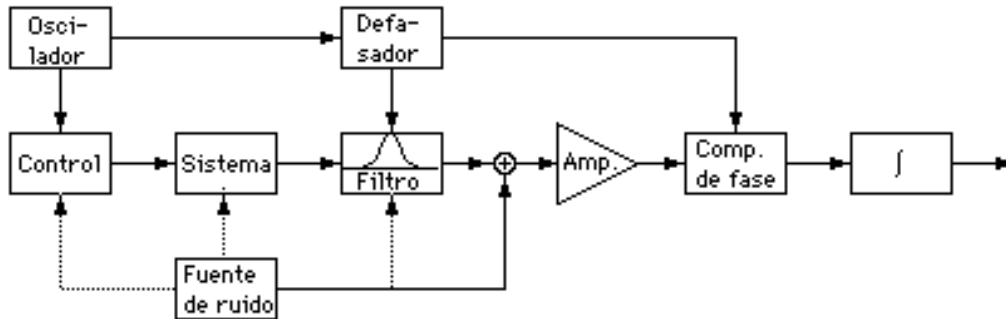 Osci-
lador
Defa-
sador
Control
Sistema
Filtro
Amp.
Comp.
de fase
∫
Fuente
de ruido